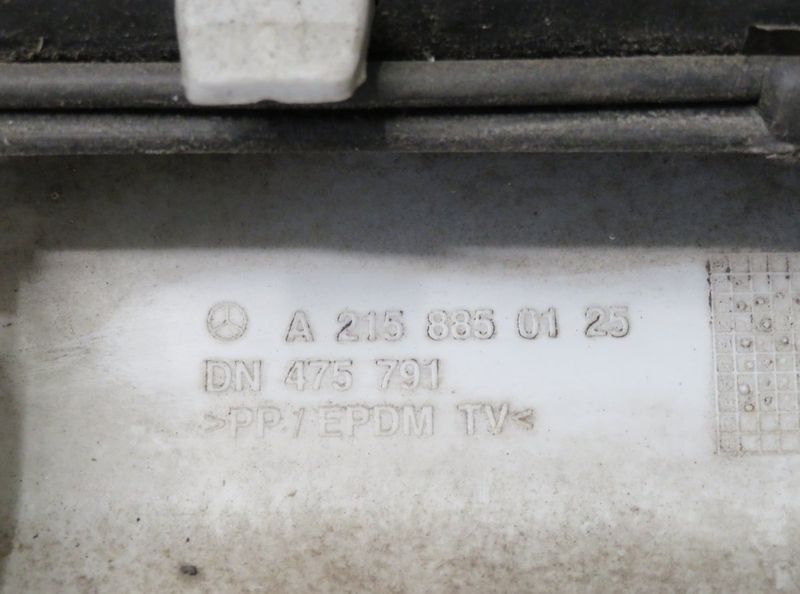 A 215 885 01 25
DN 475 791
>PP / EPDM TV<